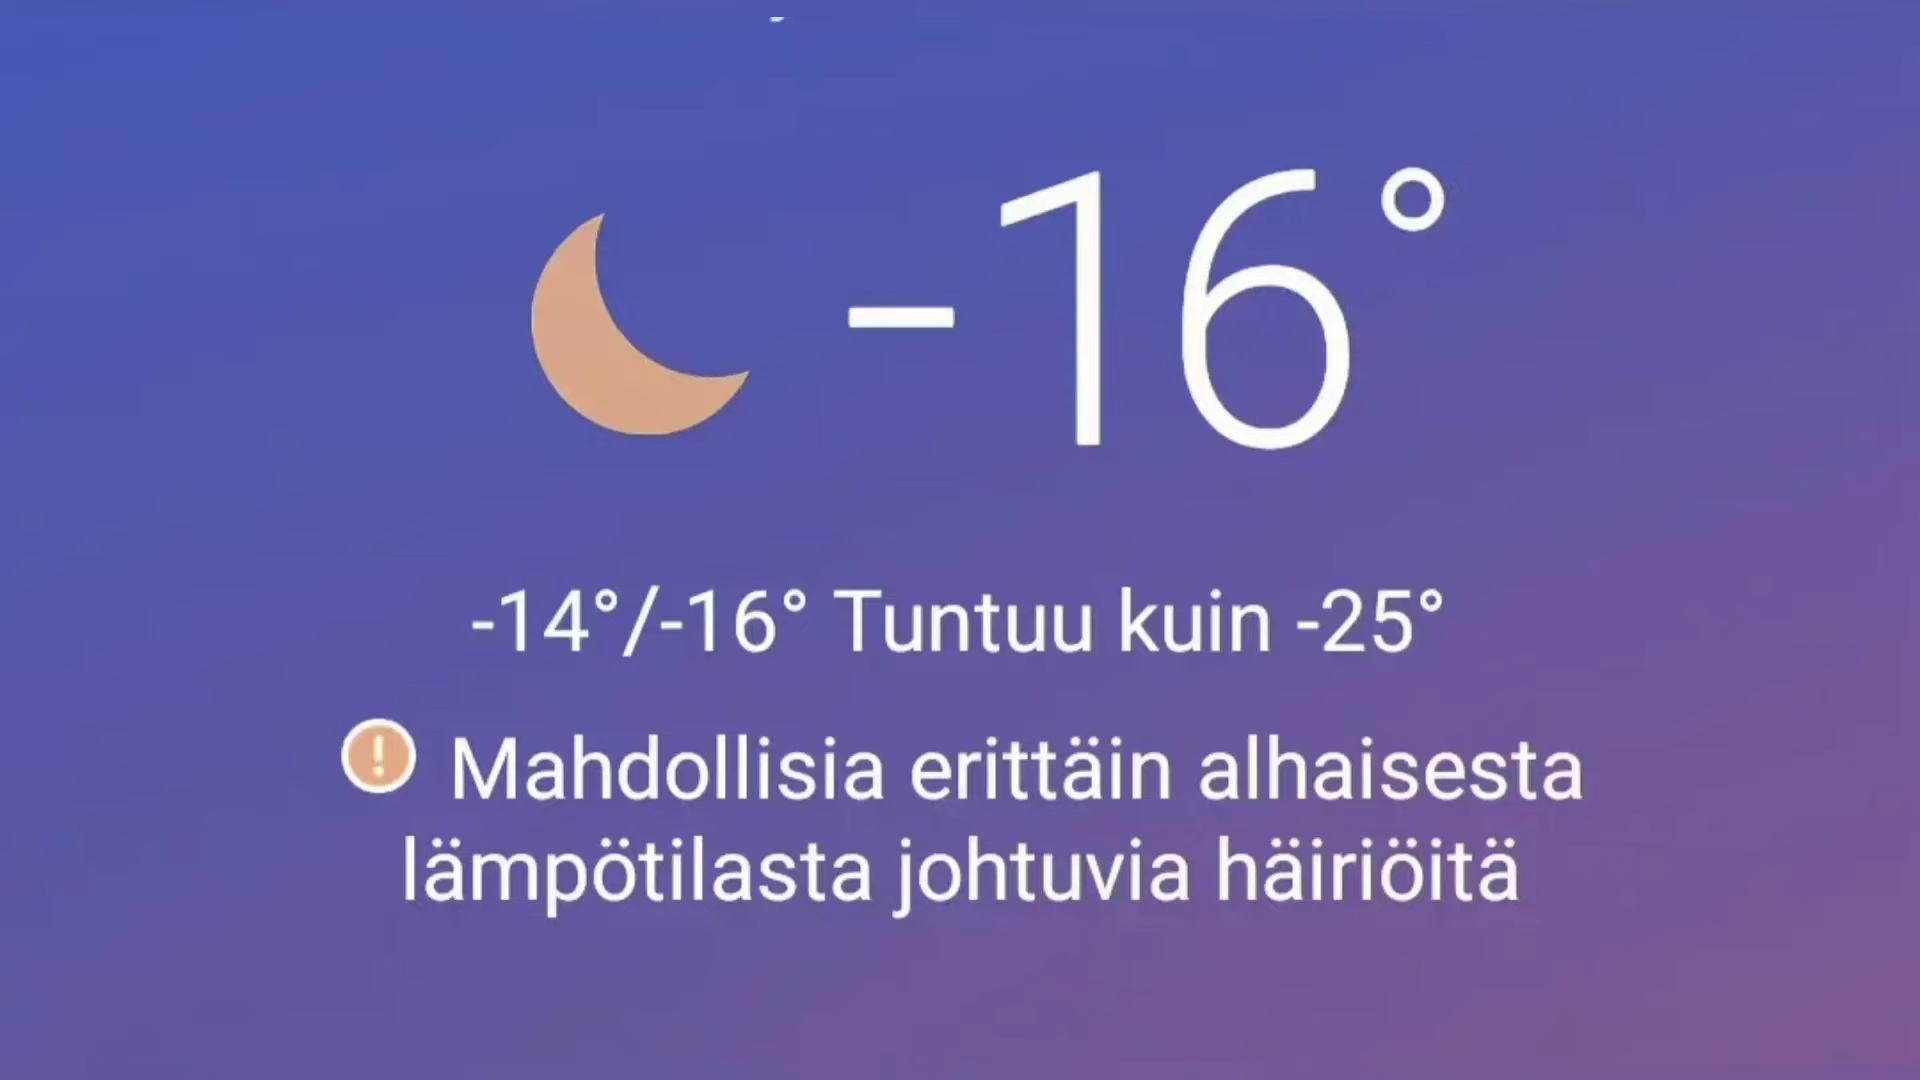 -16°
-14°/-16° Tuntuu kuin -25°
Mahdollisia erittäin alhaisesta
lämpötilasta johtuvia häiriöitä